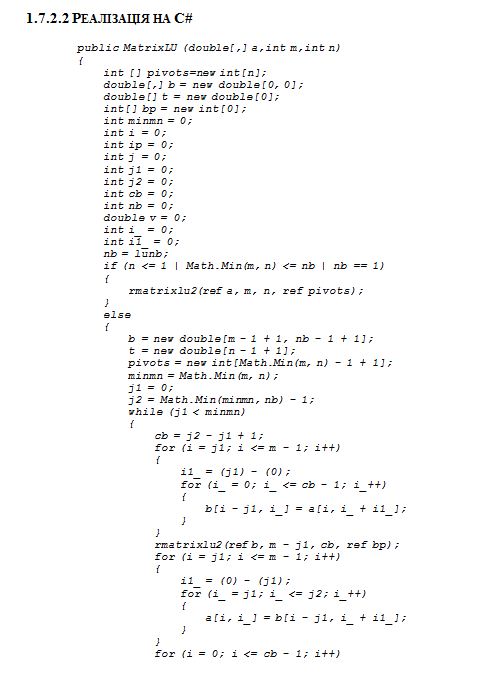 1.7.2.2 РЕАЛІЗАЦІЯ НА C#
public MatrixLU (double[,] a,int m,int n)
{
int [] pivots=new int[n];
double[,] b = new double[0, 0];
double[] t = new double[0];
int[] bp = new int[0];
int minmn = 0;
int i = 0;
int ip = 0;
int j = 0;
int j1 = 0;
int j2 = 0;
int cb = 0;
int nb = 0;
double v = 0;
int i_ = 0;
int i1_ = 0;
nb = lunb;
if (n <= 1 | Math.Min(m, n) <= nb | nb == 1)
{
rmatrixlu2(ref a, m, n, ref pivots);
}
else
{
b = new double[m - 1 + 1, nb - 1 + 1];
t = new double[n - 1 + 1];
pivots = new int[Math.Min(m, n) - 1 + 1];
minmn = Math.Min(m, n);
j1 = 0;
j2 = Math.Min(minmn, nb) - 1;
while (j1 < minmn)
{
cb = j2 - j1 + 1;
for (i = j1; i <= m - 1; i++)
{
i1_ = (j1) - (0);
for (i_ = 0; i_ <= cb - 1; i_++)
{
b[i - j1, i_] = a[i, i_ + i1_];
}
}
rmatrixlu2(ref b, m - j1, cb, ref bp);
for (i = j1; i <= m - 1; i++)
{
i1_ = (0) - (j1);
for (i_ = j1; i_ <= j2; i_++)
{
a[i, i_] = b[i - j1, i_ + i1_];
}
}
for (i = 0; i <= cb - 1; i++)